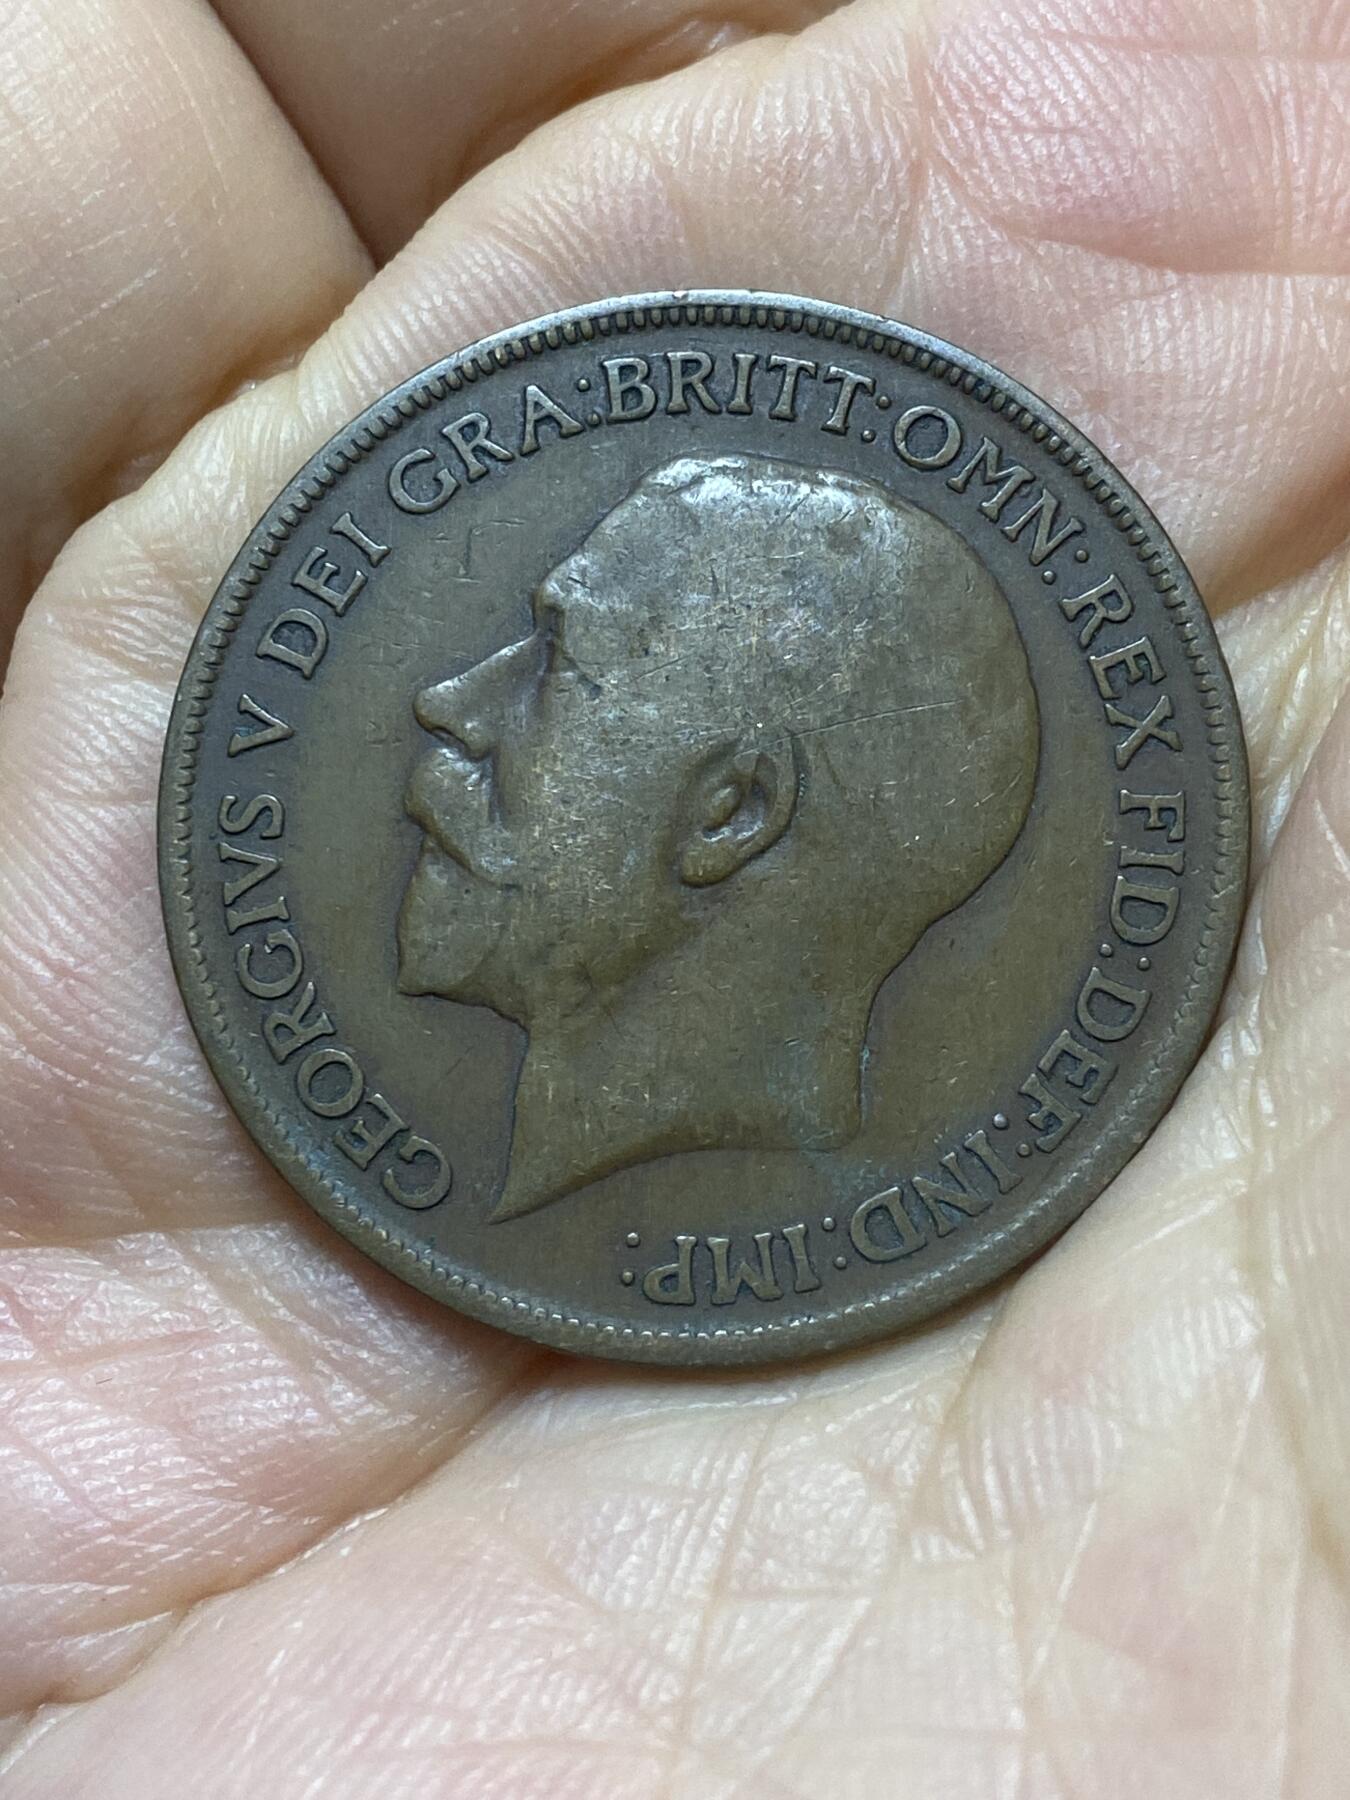 GEORGIVS V DEI GRA:BRITT:OMN:REX FID:DEF:IND:IMP: